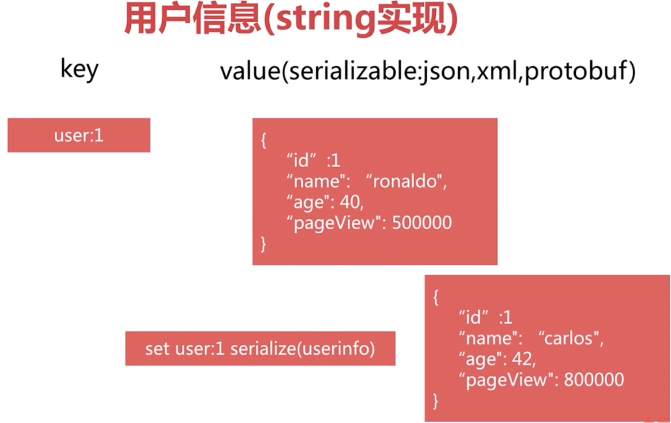 用户信息(string实现)
key
value(serializable:json,xml,protobuf)
user:1
{
“id” :1
“name": “ronaldo",
“age": 40,
“pageView": 500000
}
set user:1 serialize(userinfo)
{
“id” :1
“name": “carlos",
“age": 42,
“pageView": 800000
}